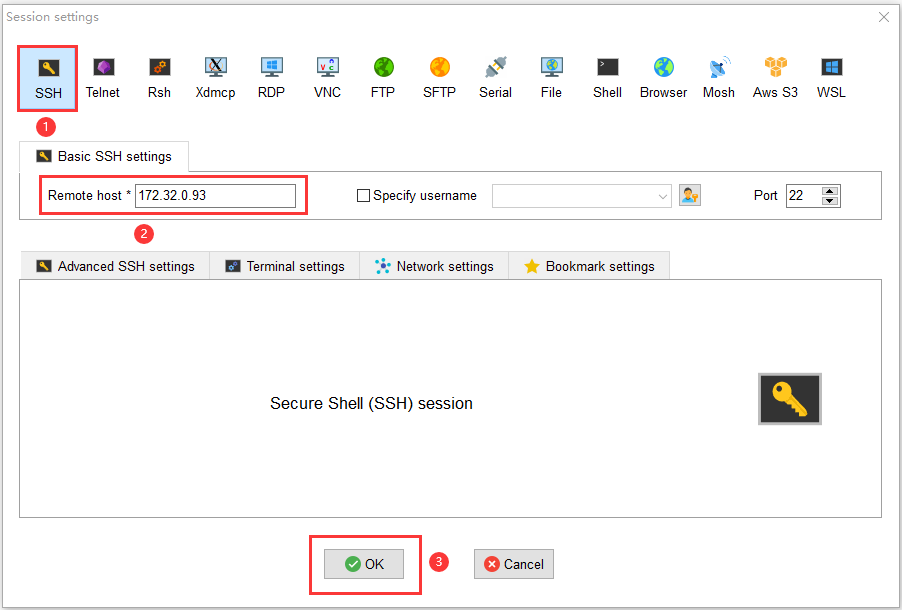 Session settings
SSH Telnet Rsh Xdmcp RDP VNC FTP SFTP Serial File Shell Browser Mosh Aws S3 WSL
1
Basic SSH settings
Remote host * 172.32.0.93 Specify username Port 22
2
Advanced SSH settings Terminal settings Network settings Bookmark settings
Secure Shell (SSH) session
OK 3 Cancel